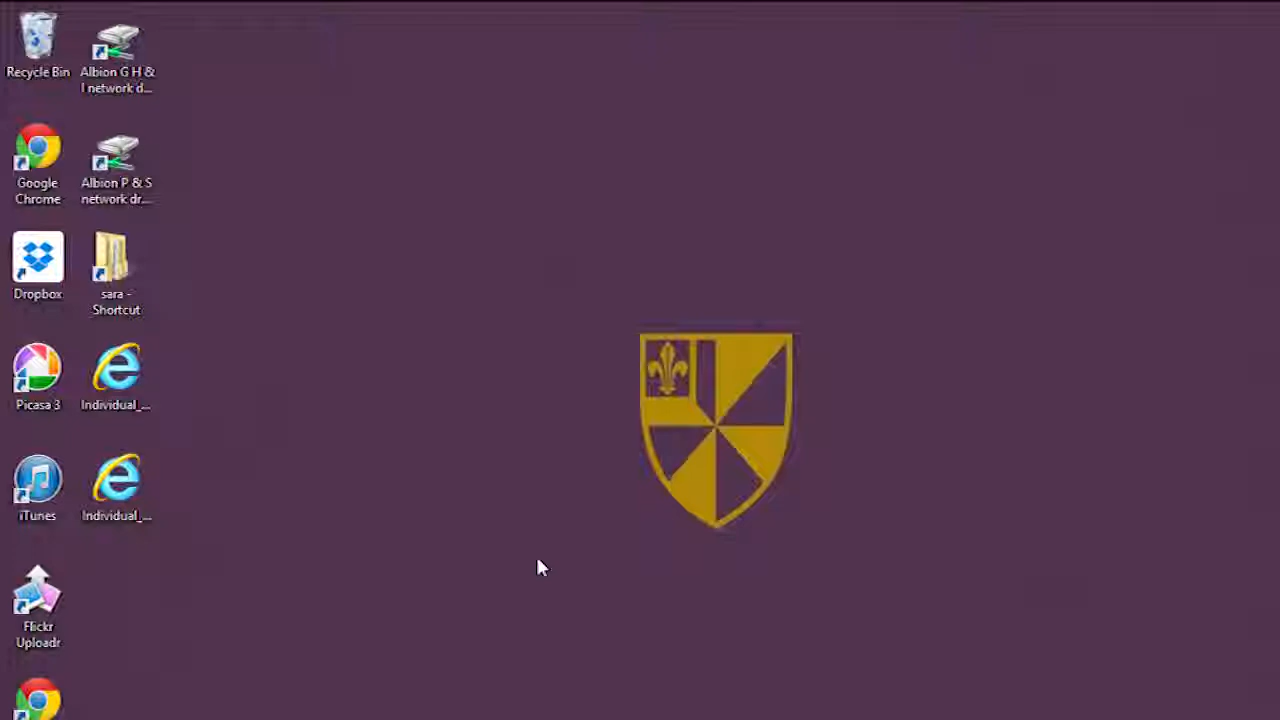 Recycle Bin
Albion G H &
I network d...
Google
Chrome
Albion P & S
network dr...
Dropbox
sara -
Shortcut
Picasa 3
Individual_...
iTunes
Individual_...
Flickr
Uploadr